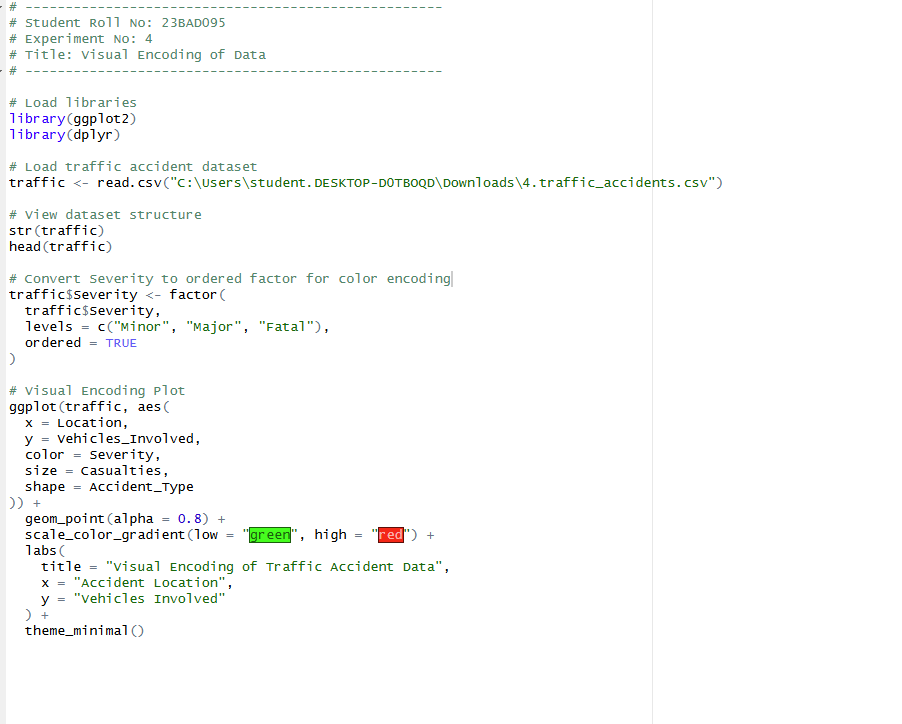 # ----------------------------------------------------
# Student Roll No: 23BAD095
# Experiment No: 4
# Title: Visual Encoding of Data
# ----------------------------------------------------
# Load libraries
library(ggplot2)
library(dplyr)
# Load traffic accident dataset
traffic <- read.csv("C:\Users\student.DESKTOP-D0TBOQD\Downloads\4.traffic_accidents.csv")
# View dataset structure
str(traffic)
head(traffic)
# Convert Severity to ordered factor for color encoding
traffic$Severity <- factor(
  traffic$Severity,
  levels = c("Minor", "Major", "Fatal"),
  ordered = TRUE
)
# Visual Encoding Plot
ggplot(traffic, aes(
  x = Location,
  y = Vehicles_Involved,
  color = Severity,
  size = Casualties,
  shape = Accident_Type
)) +
  geom_point(alpha = 0.8) +
  scale_color_gradient(low = "green", high = "red") +
  labs(
    title = "Visual Encoding of Traffic Accident Data",
    x = "Accident Location",
    y = "Vehicles Involved"
  ) +
  theme_minimal()